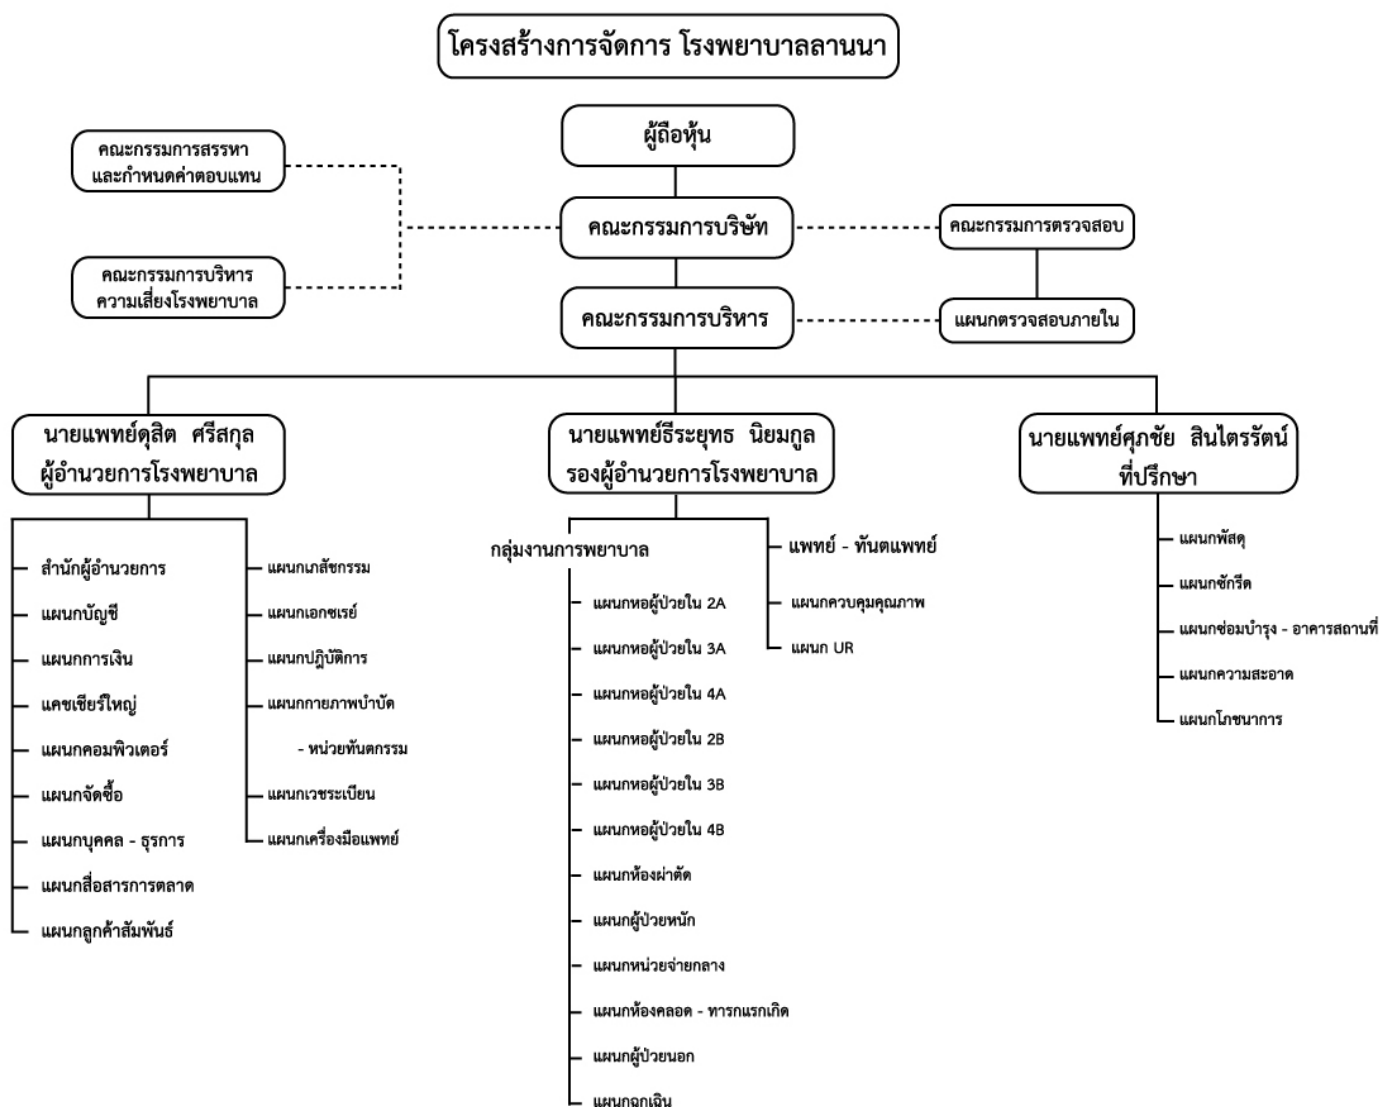 โครงสร้างการจัดการ โรงพยาบาลลานนา
ผู้ถือหุ้น
คณะกรรมการสรรหา
และกำหนดค่าตอบแทน
คณะกรรมการบริษัท
คณะกรรมการตรวจสอบ
คณะกรรมการบริหาร
ความเสี่ยงโรงพยาบาล
คณะกรรมการบริหาร
แผนกตรวจสอบภายใน
นายแพทย์ดุสิต ศรีสกุล
ผู้อำนวยการโรงพยาบาล
สำนักผู้อำนวยการ
แผนกบัญชี
แผนกการเงิน
แคชเชียร์ใหญ่
แผนกคอมพิวเตอร์
แผนกจัดซื้อ
แผนกบุคคล - ธุรการ
แผนกสื่อสารการตลาด
แผนกลูกค้าสัมพันธ์
แผนกเภสัชกรรม
แผนกเอกซเรย์
แผนกปฏิบัติการ
แผนกกายภาพบำบัด
- หน่วยทันตกรรม
แผนกเวชระเบียน
แผนกเครื่องมือแพทย์
นายแพทย์ธีระยุทธ นิยมกูล
รองผู้อำนวยการโรงพยาบาล
กลุ่มงานการพยาบาล
แผนกหอผู้ป่วยใน 2A
แผนกหอผู้ป่วยใน 3A
แผนกหอผู้ป่วยใน 4A
แผนกหอผู้ป่วยใน 2B
แผนกหอผู้ป่วยใน 3B
แผนกหอผู้ป่วยใน 4B
แผนกห้องผ่าตัด
แผนกผู้ป่วยหนัก
แผนกหน่วยจ่ายกลาง
แผนกห้องคลอด - ทารกแรกเกิด
แผนกผู้ป่วยนอก
แผนกฉุกเฉิน
แพทย์ - ทันตแพทย์
แผนกควบคุมคุณภาพ
แผนก UR
นายแพทย์ศุภชัย สินไตรรัตน์
ที่ปรึกษา
แผนกพัสดุ
แผนกซักรีด
แผนกซ่อมบำรุง - อาคารสถานที่
แผนกความสะอาด
แผนกโภชนาการ